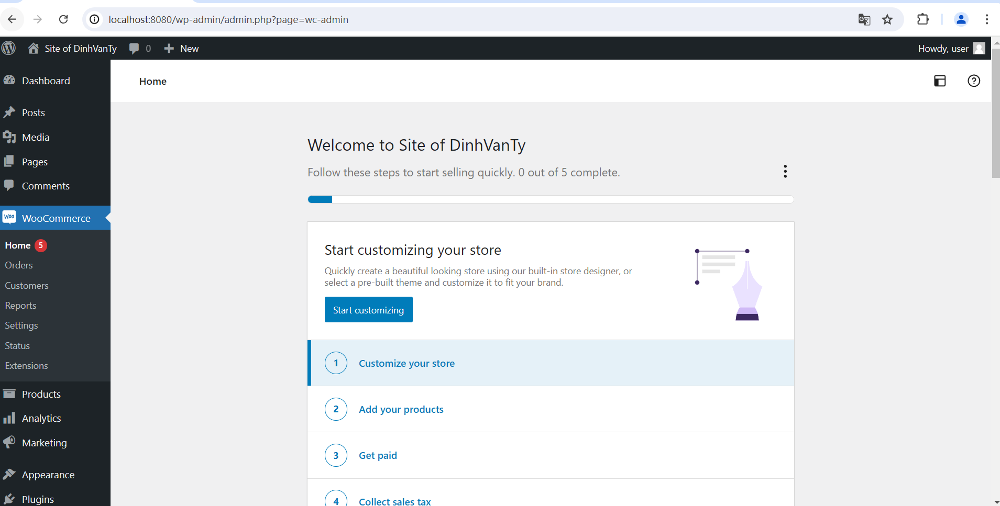 localhost:8080/wp-admin/admin.php?page=wc-admin
Site of DinhVanTy
0
New
Howdy, user
Dashboard
Posts
Media
Pages
Comments
WOO
WooCommerce
Home 5
Orders
Customers
Reports
Settings
Status
Extensions
Products
Analytics
Marketing
Appearance
Plugins
Home
Welcome to Site of DinhVanTy
Follow these steps to start selling quickly. 0 out of 5 complete.
Start customizing your store
Quickly create a beautiful looking store using our built-in store designer, or
select a pre-built theme and customize it to fit your brand.
Start customizing
1 Customize your store
2 Add your products
3 Get paid
4 Collect sales tax